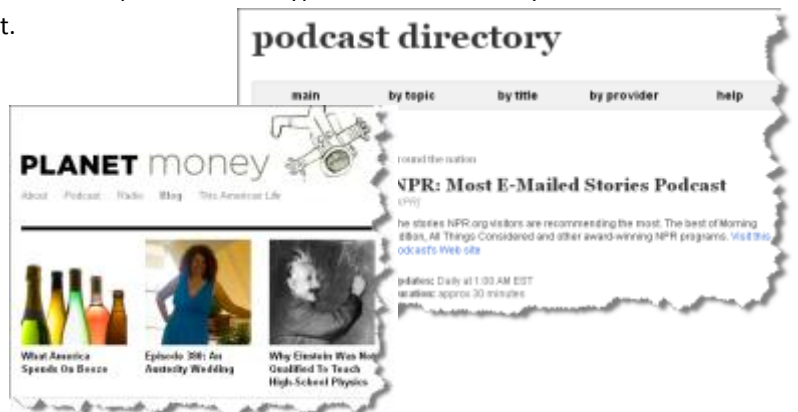 t.
podcast directory
main by topic by title by provider help
round the nation
NPR: Most E-Mailed Stories Podcast
he stories NPR.org visitors are recommending the most. The best of Morning
dition, All Things Considered and other award-winning NPR programs. Visit this
odcast's Web site
pdates: Daily at 1:00 AM EST
uration: approx 30 minutes
PLANET money
About Podcast Radio Blog This American Life
What America
Spends On Booze
Episode 380: An
Austerity Wedding
Why Einstein Was Not
Qualified To Teach
High-School Physics